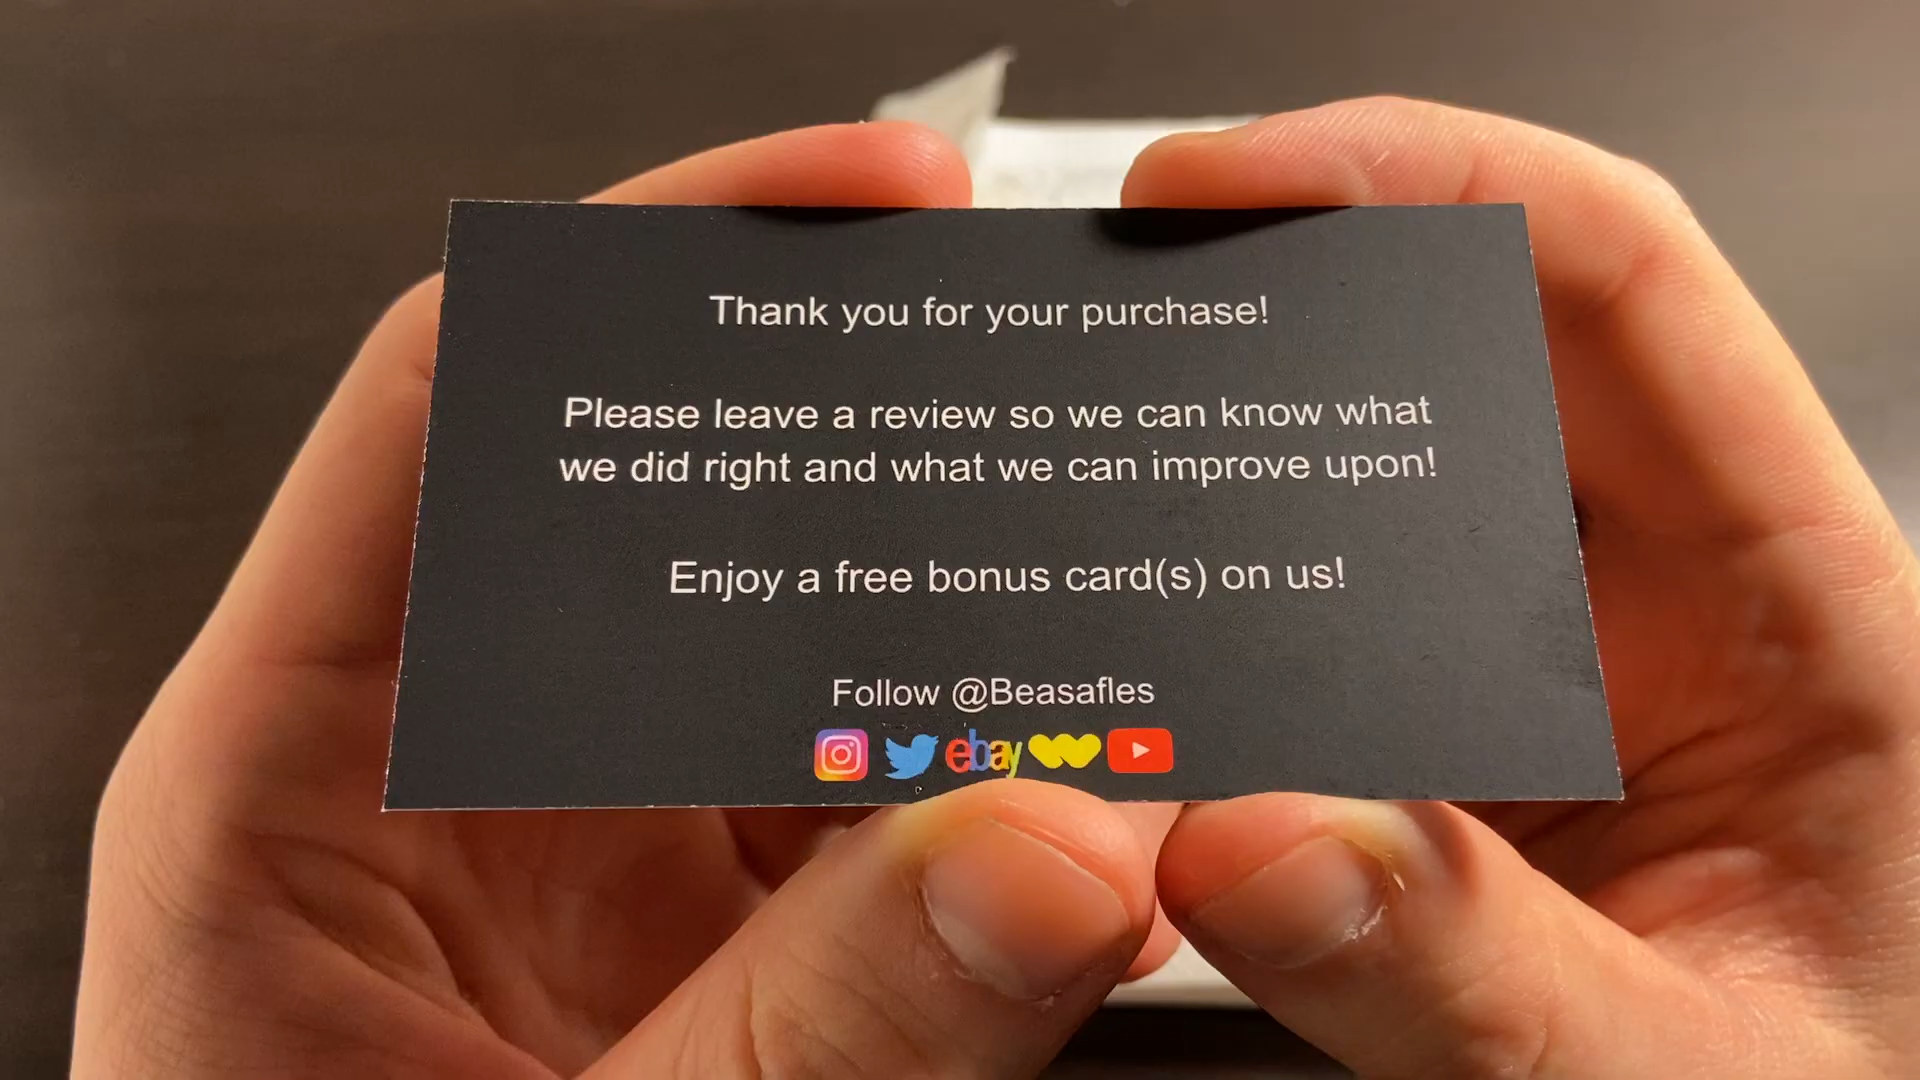 Thank you for your purchase!
Please leave a review so we can know what
we did right and what we can improve upon!
Enjoy a free bonus card(s) on us!
Follow @Beasafles
ebay